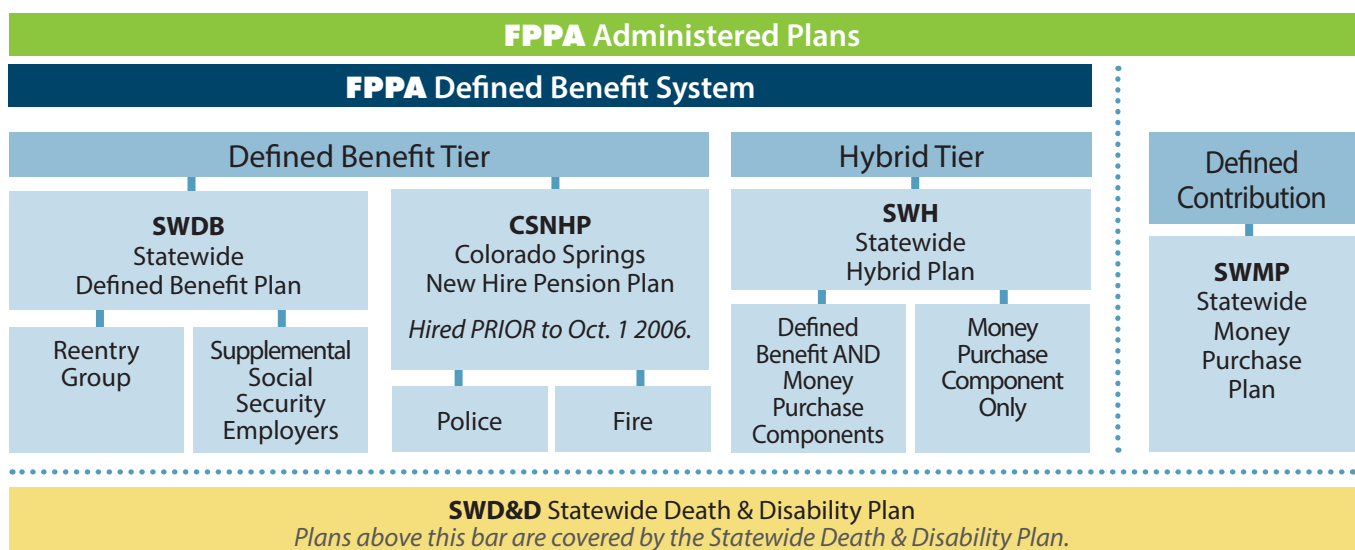 FPPA Administered Plans
FPPA Defined Benefit System
Defined Benefit Tier
SWDB
Statewide
Defined Benefit Plan
Reentry
Group
Supplemental
Social
Security
Employers
CSNHP
Colorado Springs
New Hire Pension Plan
Hired PRIOR to Oct. 1 2006.
Police
Fire
Hybrid Tier
SWH
Statewide
Hybrid Plan
Defined
Benefit AND
Money
Purchase
Components
Money
Purchase
Component
Only
Defined
Contribution
SWMP
Statewide
Money
Purchase
Plan
SWD&D Statewide Death & Disability Plan
Plans above this bar are covered by the Statewide Death & Disability Plan.